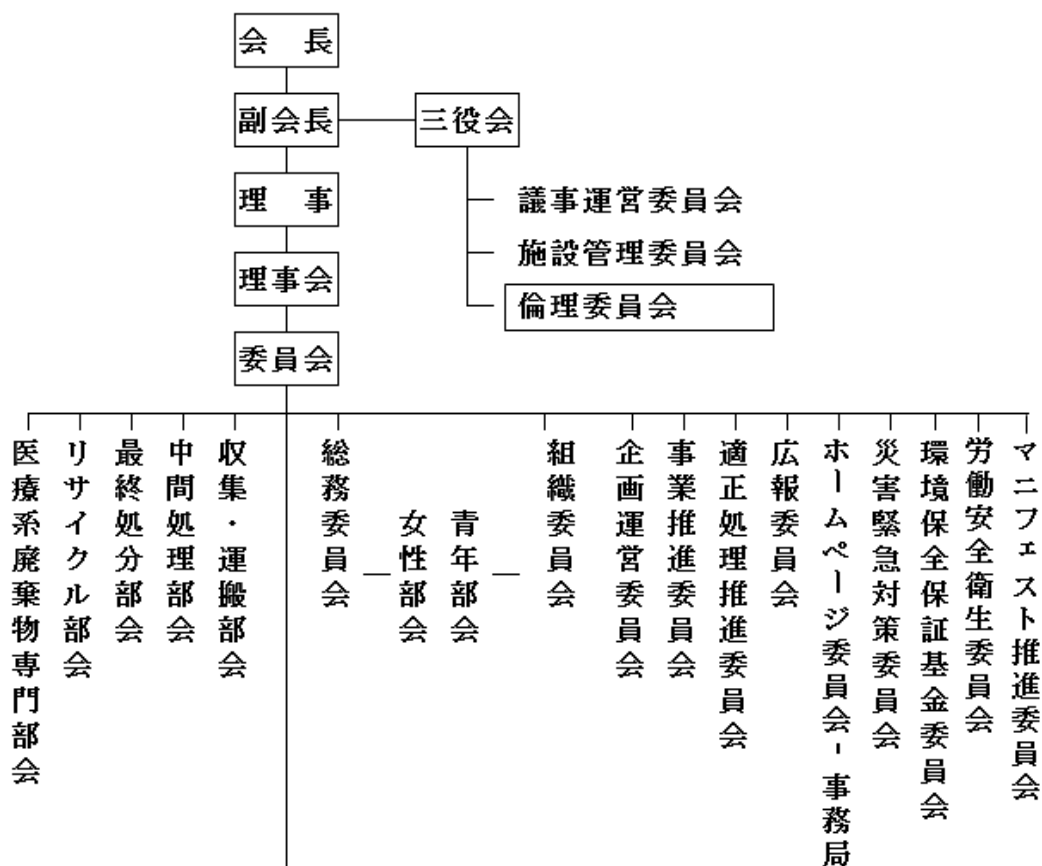 会　長
副会長
三役会
理　事
議事運営委員会
施設管理委員会
理事会
倫理委員会
委員会
医療系廃棄物専門部会
リサイクル部会
最終処分部会
中間処理部会
収集・運搬部会
総務委員会
女性部会
青年部会
組織委員会
企画運営委員会
事業推進委員会
適正処理推進委員会
広報委員会
ホームページ委員会-事務局
災害緊急対策委員会
環境保全保証基金委員会
労働安全衛生委員会
マニフェスト推進委員会